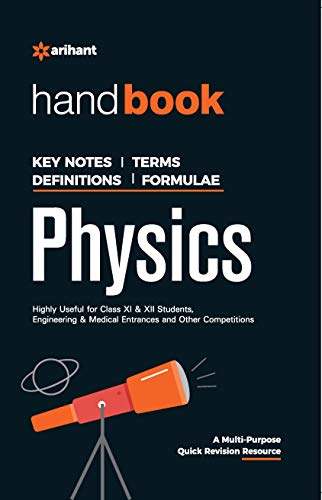 arihant
handbook
KEY NOTES | TERMS
DEFINITIONS | FORMULAE
Physics
Highly Useful for Class XI & XII Students,
Engineering & Medical Entrances and Other Competitions
A Multi-Purpose
Quick Revision Resource